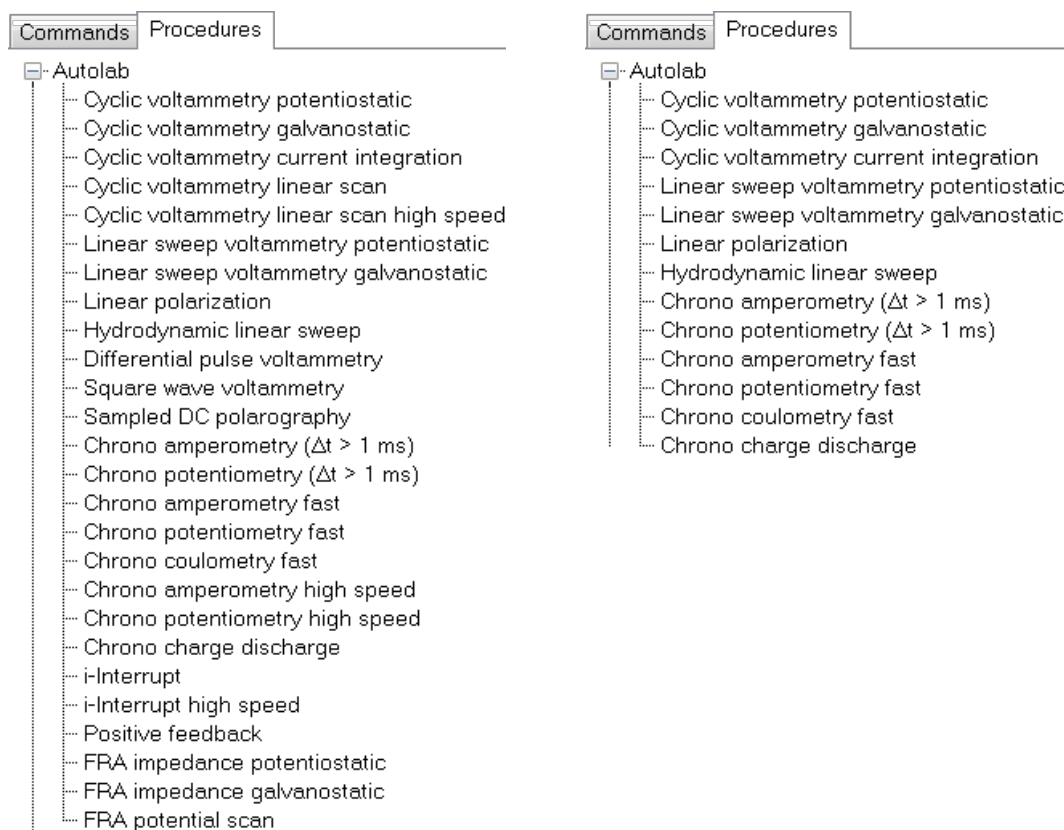 Commands Procedures
Autolab
Cyclic voltammetry potentiostatic
Cyclic voltammetry galvanostatic
Cyclic voltammetry current integration
Cyclic voltammetry linear scan
Cyclic voltammetry linear scan high speed
Linear sweep voltammetry potentiostatic
Linear sweep voltammetry galvanostatic
Linear polarization
Hydrodynamic linear sweep
Differential pulse voltammetry
Square wave voltammetry
Sampled DC polarography
Chrono amperometry (Δt > 1 ms)
Chrono potentiometry (Δt > 1 ms)
Chrono amperometry fast
Chrono potentiometry fast
Chrono coulometry fast
Chrono amperometry high speed
Chrono potentiometry high speed
Chrono charge discharge
i-Interrupt
i-Interrupt high speed
Positive feedback
FRA impedance potentiostatic
FRA impedance galvanostatic
FRA potential scan
Commands Procedures
Autolab
Cyclic voltammetry potentiostatic
Cyclic voltammetry galvanostatic
Cyclic voltammetry current integration
Linear sweep voltammetry potentiostatic
Linear sweep voltammetry galvanostatic
Linear polarization
Hydrodynamic linear sweep
Chrono amperometry (Δt > 1 ms)
Chrono potentiometry (Δt > 1 ms)
Chrono amperometry fast
Chrono potentiometry fast
Chrono coulometry fast
Chrono charge discharge